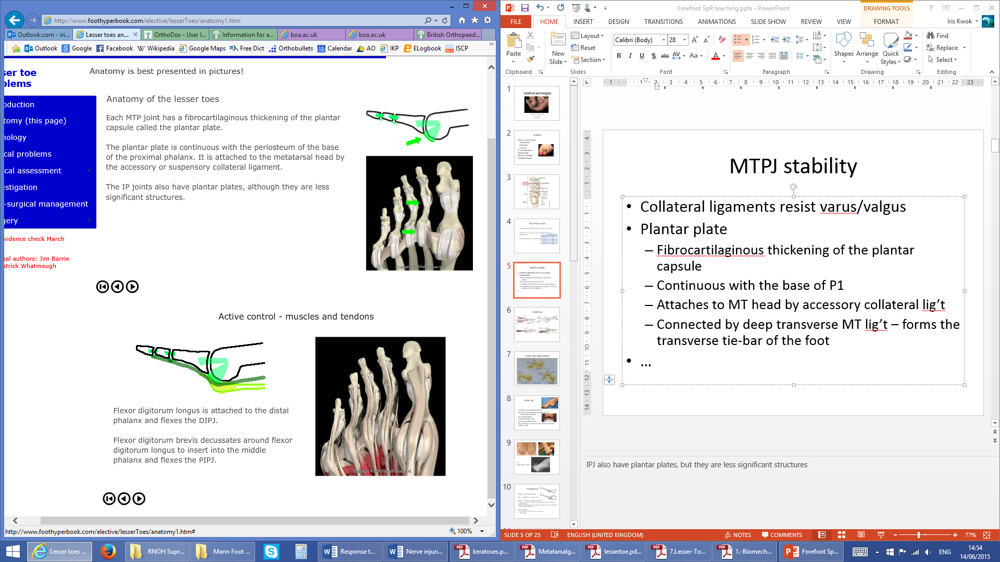 http://www.foothyperbook.com/elective/lesserToes/anatomy1.htm
Outlook.com - iri...
Lesser toes an...
OrthoDox - User l...
Information for a...
boa.ac.uk
boa.ac.uk
British Orthopaed...
Outlook
Google
Facebook
Wikipedia
Google Maps
Free Dict
Orthobullets
Calendar
AO
IKP
ELogbook
ISCP
ser toe
blems
Anatomy is best presented in pictures!
oduction
tomy (this page)
hology
cal problems
cal assessment
estigation
-surgical management
gery
vidence check March
bal authors: Jim Barrie
atrick Whatmough
Anatomy of the lesser toes
Each MTP joint has a fibrocartilaginous thickening of the plantar
capsule called the plantar plate.
The plantar plate is continuous with the periosteum of the base
of the proximal phalanx. It is attached to the metatarsal head by
the accessory or suspensory collateral ligament.
The IP joints also have plantar plates, although they are less
significant structures.
Active control - muscles and tendons
Flexor digitorum longus is attached to the distal
phalanx and flexes the DIPJ.
Flexor digitorum brevis decussates around flexor
digitorum longus to insert into the middle
phalanx and flexes the PIPJ.
http://www.foothyperbook.com/elective/lesserToes/anatomy1.htm#
100%
Forefoot SpR teaching.pptx - PowerPoint
DRAWING TOOLS
FILE
HOME
INSERT
DESIGN
TRANSITIONS
ANIMATIONS
SLIDE SHOW
REVIEW
VIEW
FORMAT
Iris Kwok
Paste
New
Slide
Layout
Reset
Section
Calibri (Body)
28
B I U S abc AV Aa A
Shapes
Arrange
Quick
Styles
Find
Replace
Select
Clipboard
Slides
Font
Paragraph
Drawing
Editing
1
Forefoot pathologies
2
Outline
3
4
The lesser toes
5
MTPJ stability
6
Anatomy
7
Lesser toe deformities
8
Claw Toe
9
10
Treatment
MTPJ stability
• Collateral ligaments resist varus/valgus
• Plantar plate
– Fibrocartilaginous thickening of the plantar
capsule
– Continuous with the base of P1
– Attaches to MT head by accessory collateral lig’t
– Connected by deep transverse MT lig’t – forms the
transverse tie-bar of the foot
• ...
IPJ also have plantar plates, but they are less significant structures
SLIDE 5 OF 25
ENGLISH (UNITED KINGDOM)
NOTES
COMMENTS
77%
Lesser toes ...
RNOH Supr...
Mann Foot ...
Response t...
Nerve injuri...
keratoses.p...
Metatarsalg...
lessertoe.pd...
7.Lesser-To...
1.-Biomech...
Forefoot Sp...
ENG
14:54
14/06/2015